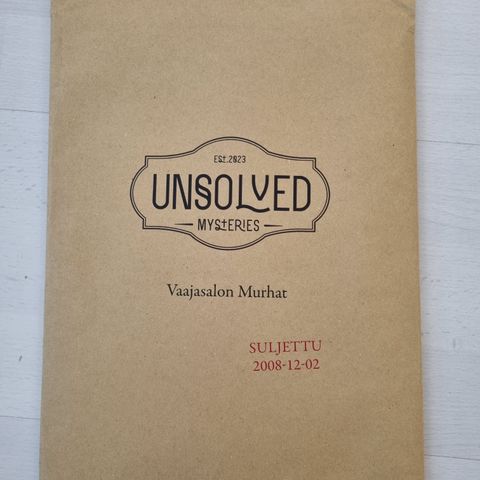 Est.2023
UNSOLVED
MYStERiES
Vaajasalon Murhat
SULJETTU
2008-12-02